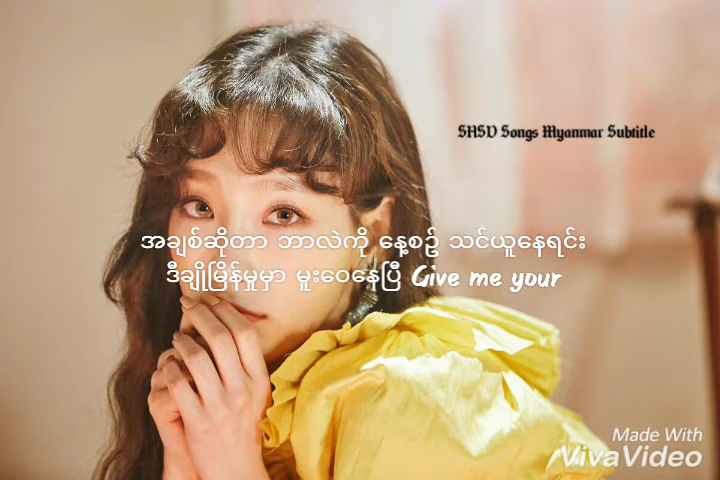 SNSD Songs Myanmar Subtitle
အချစ်ဆိုတာ ဘာလဲကို နေ့စဥ် သင်ယူနေရင်း
ဒီချိုမြိန်မှုမှာ မူးဝေနေပြီ Give me your
Made With
VivaVideo